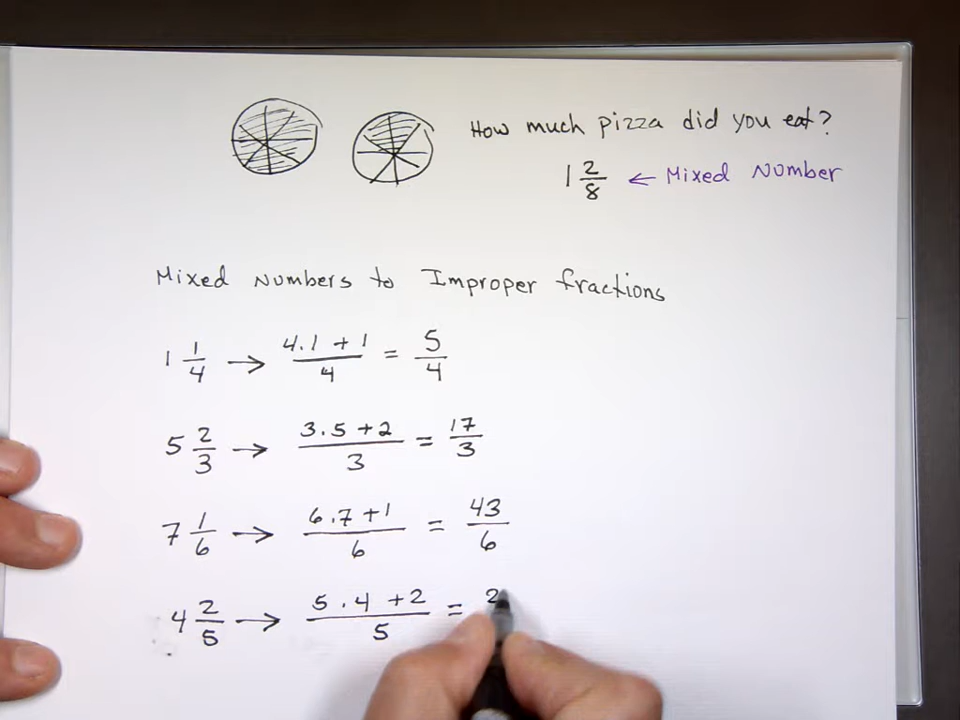 How much pizza did you eat?
1 2/8 ← Mixed Number
Mixed Numbers to Improper fractions
1 1/4 → (4.1 + 1)/4 = 5/4
5 2/3 → (3.5 + 2)/3 = 17/3
7 1/6 → (6.7 + 1)/6 = 43/6
4 2/5 → (5.4 + 2)/5 = 2